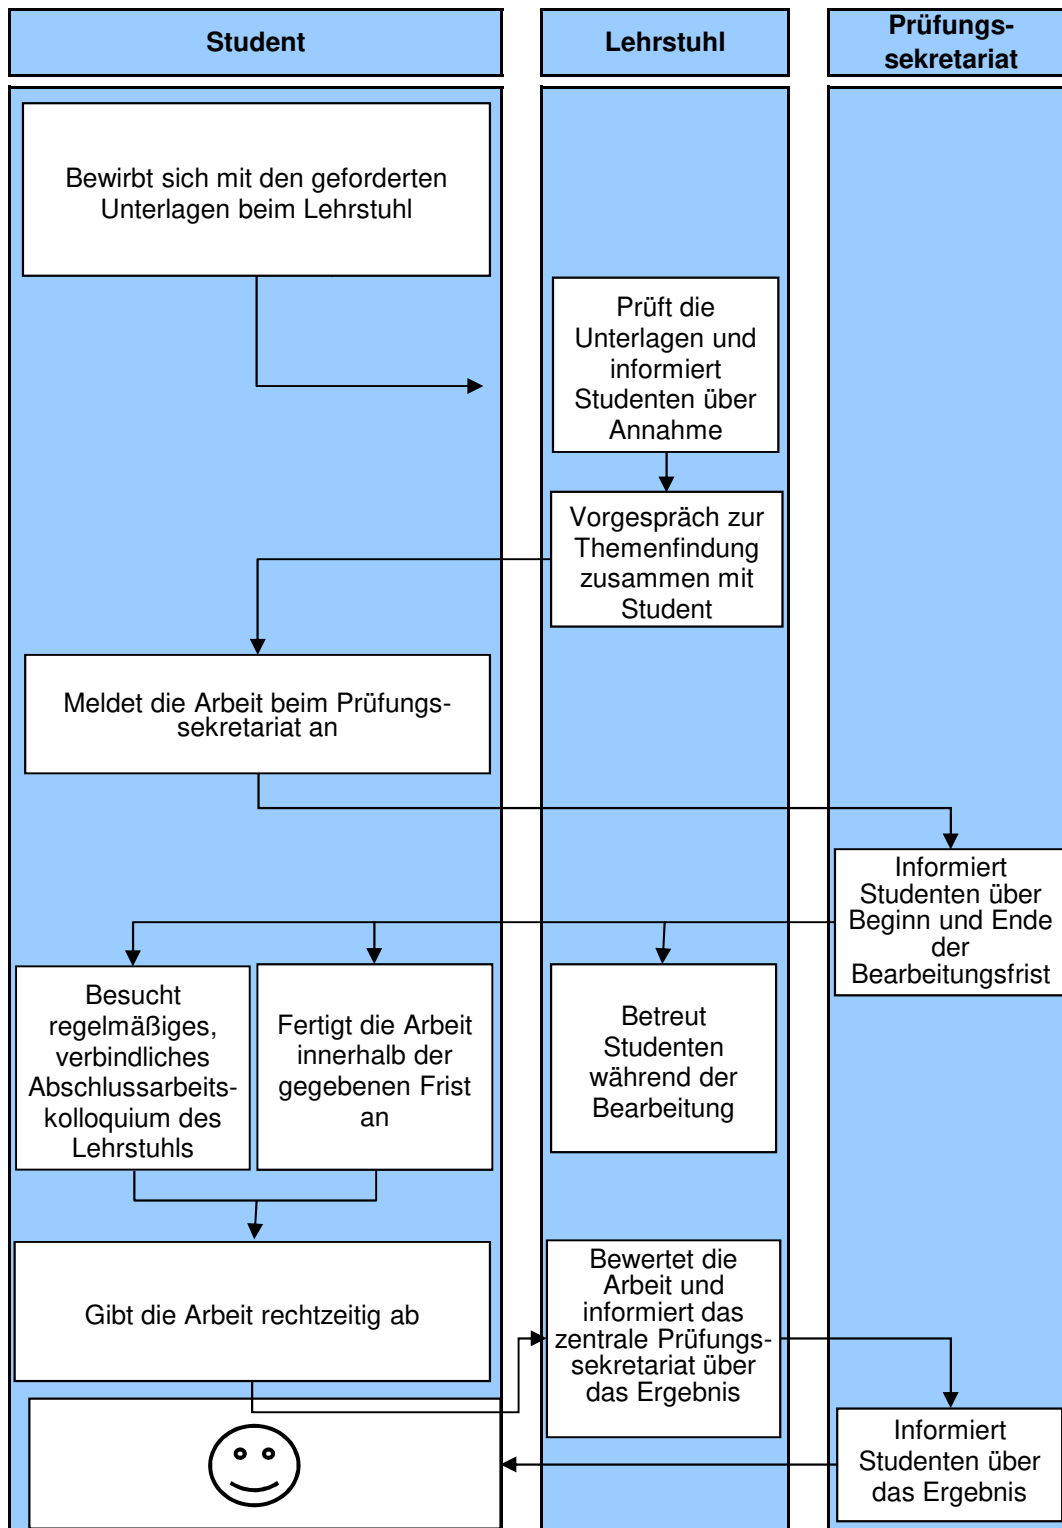 Student
Lehrstuhl
Prüfungs-
sekretariat
Bewirbt sich mit den geforderten
Unterlagen beim Lehrstuhl
Prüft die
Unterlagen und
informiert
Studenten über
Annahme
Vorgespräch zur
Themenfindung
zusammen mit
Student
Meldet die Arbeit beim Prüfungs-
sekretariat an
Informiert
Studenten über
Beginn und Ende
der
Bearbeitungsfrist
Besucht
regelmäßiges,
verbindliches
Abschlussarbeits-
kolloquium des
Lehrstuhls
Fertigt die Arbeit
innerhalb der
gegebenen Frist
an
Betreut
Studenten
während der
Bearbeitung
Gibt die Arbeit rechtzeitig ab
Bewertet die
Arbeit und
informiert das
zentrale Prüfungs-
sekretariat über
das Ergebnis
Informiert
Studenten über
das Ergebnis